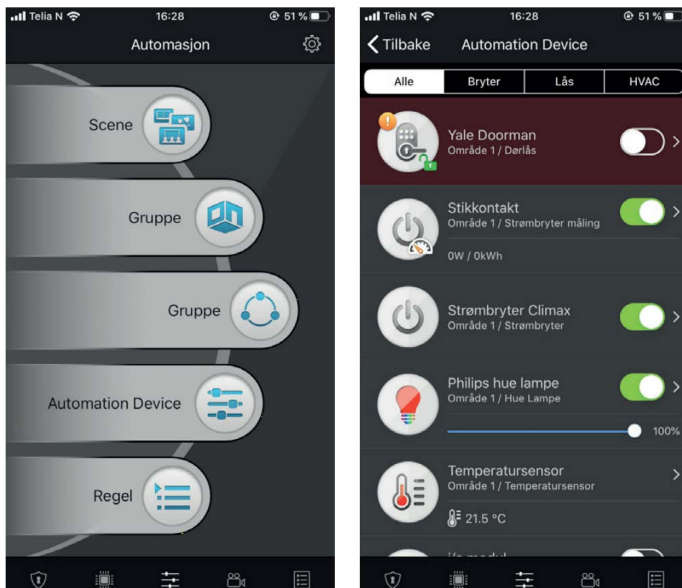 Telia N
16:28
51 %
Automasjon
Scene
Gruppe
Gruppe
Automation Device
Regel
Telia N
16:28
51 %
Tilbake
Automation Device
Alle
Bryter
Lås
HVAC
Yale Doorman
Område 1 / Dørlås
Stikkontakt
Område 1 / Strømbryter måling
0W / 0kWh
Strømbryter Climax
Område 1 / Strømbryter
Philips hue lampe
Område 1 / Hue Lampe
100%
Temperatursensor
Område 1 / Temperatursensor
21.5 °C